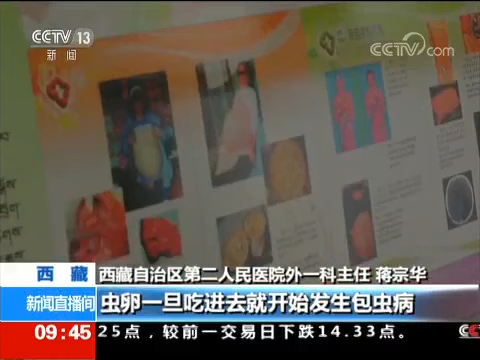 CCTV 13
新闻
CCTV.com
西藏
西藏自治区第二人民医院外一科主任 蒋宗华
新闻直播间
虫卵一旦吃进去就开始发生包虫病
09:45
25点，较前一交易日下跌14.33点。